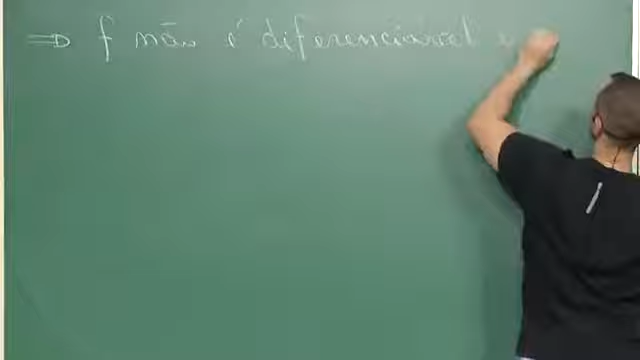 ⇒ f não é diferenciável e